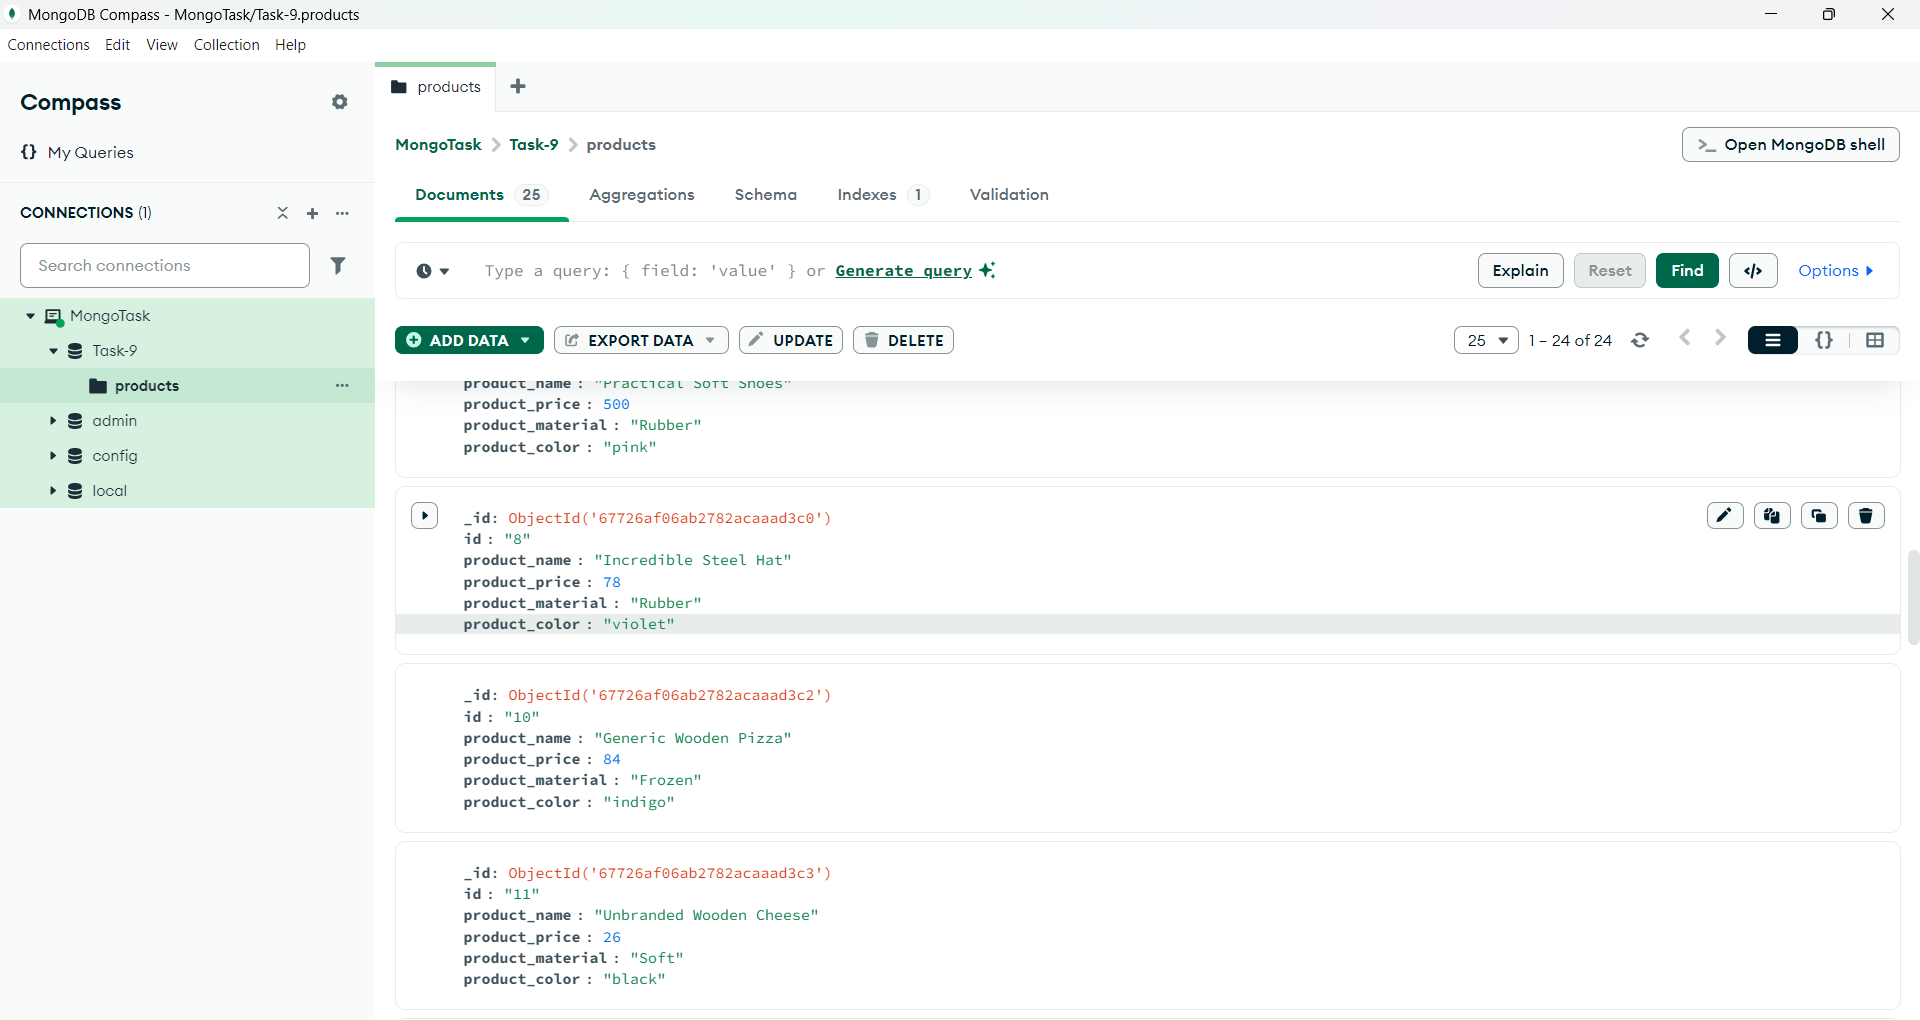 MongoDB Compass - MongoTask/Task-9.products
Connections Edit View Collection Help
Compass
{} My Queries
CONNECTIONS (1)
Search connections
MongoTask
Task-9
products
admin
config
local
products
MongoTask > Task-9 > products
>_ Open MongoDB shell
Documents 25 Aggregations Schema Indexes 1 Validation
Type a query: { field: 'value' } or Generate query
Explain Reset Find </> Options
ADD DATA EXPORT DATA UPDATE DELETE
25 1 – 24 of 24 {}
product_name : "Practical Soft Shoes"
product_price : 500
product_material : "Rubber"
product_color : "pink"
_id: ObjectId('67726af06ab2782acaaad3c0')
id : "8"
product_name : "Incredible Steel Hat"
product_price : 78
product_material : "Rubber"
product_color : "violet"
_id: ObjectId('67726af06ab2782acaaad3c2')
id : "10"
product_name : "Generic Wooden Pizza"
product_price : 84
product_material : "Frozen"
product_color : "indigo"
_id: ObjectId('67726af06ab2782acaaad3c3')
id : "11"
product_name : "Unbranded Wooden Cheese"
product_price : 26
product_material : "Soft"
product_color : "black"